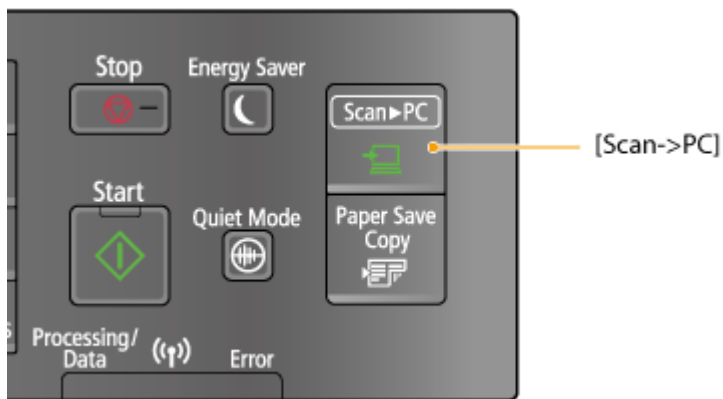 Stop
Energy Saver
Scan▶PC
[Scan->PC]
Start
Quiet Mode
Paper Save
Copy
Processing/
Data
Error